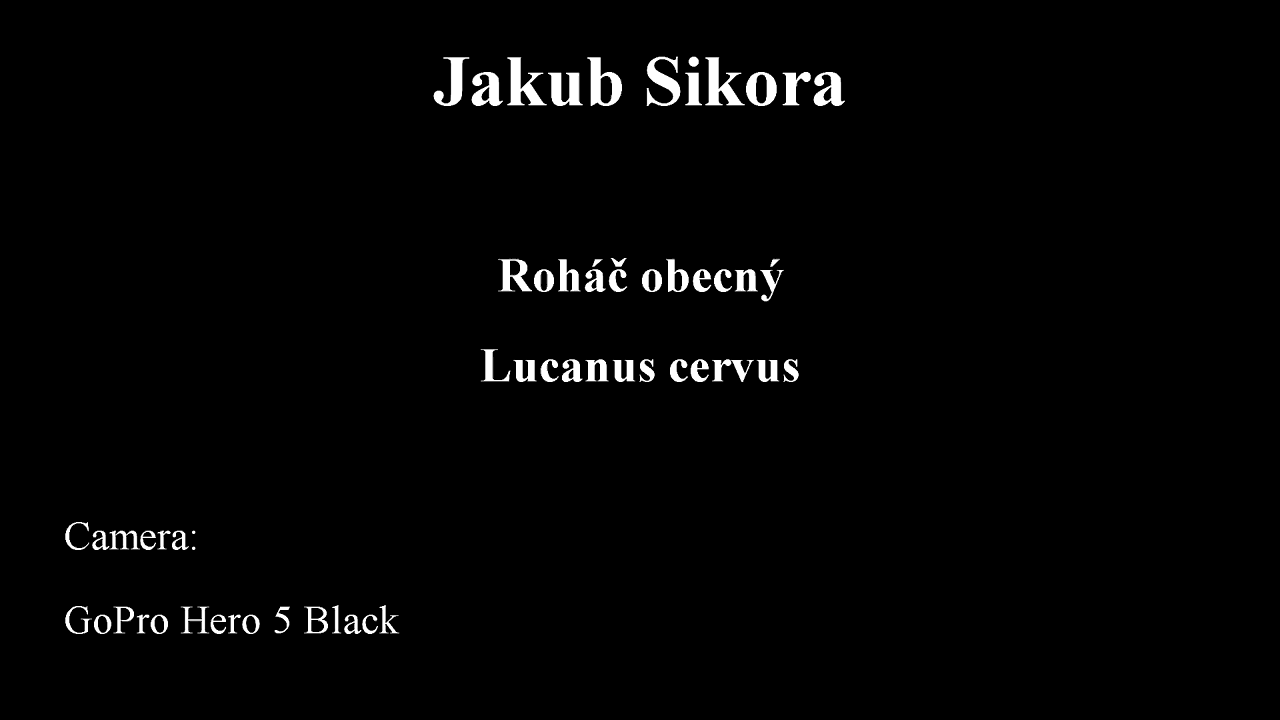 Jakub Sikora
Roháč obecný
Lucanus cervus
Camera:
GoPro Hero 5 Black